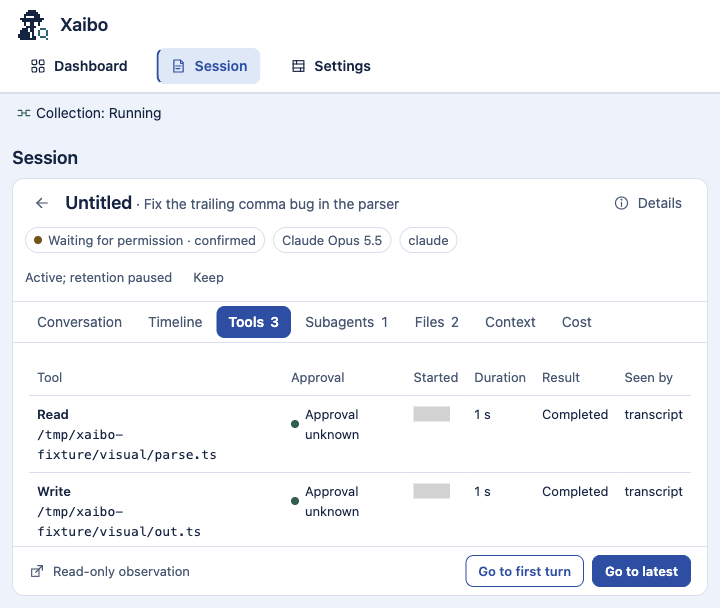 Xaibo
Dashboard Session Settings
Collection: Running
Session
Untitled · Fix the trailing comma bug in the parser Details
Waiting for permission · confirmed Claude Opus 5.5 claude
Active; retention paused Keep
Conversation Timeline Tools 3 Subagents 1 Files 2 Context Cost
Tool Approval Started Duration Result Seen by
Read Approval unknown 1 s Completed transcript
/tmp/xaibo-
fixture/visual/parse.ts
Write Approval unknown 1 s Completed transcript
/tmp/xaibo-
fixture/visual/out.ts
Read-only observation Go to first turn Go to latest